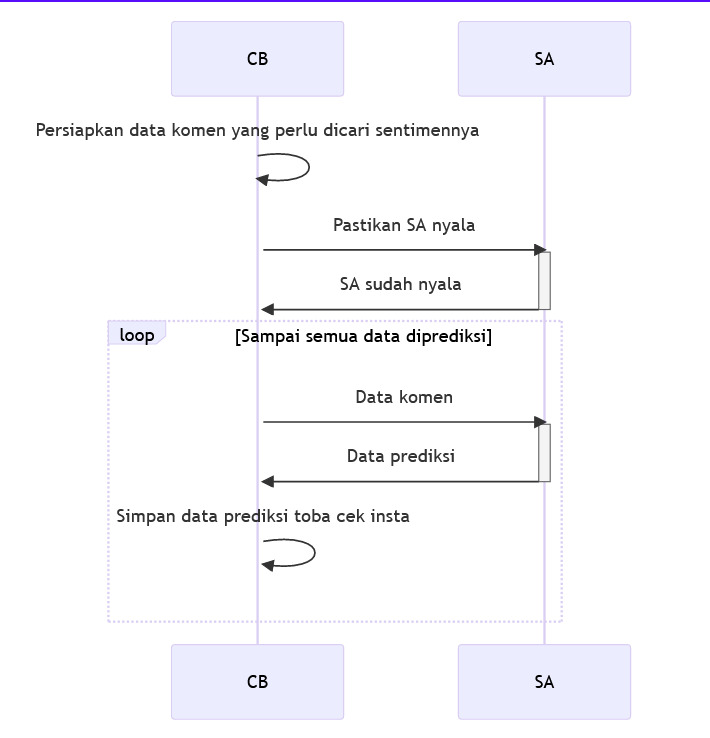 CB
SA
Persiapkan data komen yang perlu dicari sentimennya
Pastikan SA nyala
SA sudah nyala
loop
[Sampai semua data diprediksi]
Data komen
Data prediksi
Simpan data prediksi toba cek insta
CB
SA